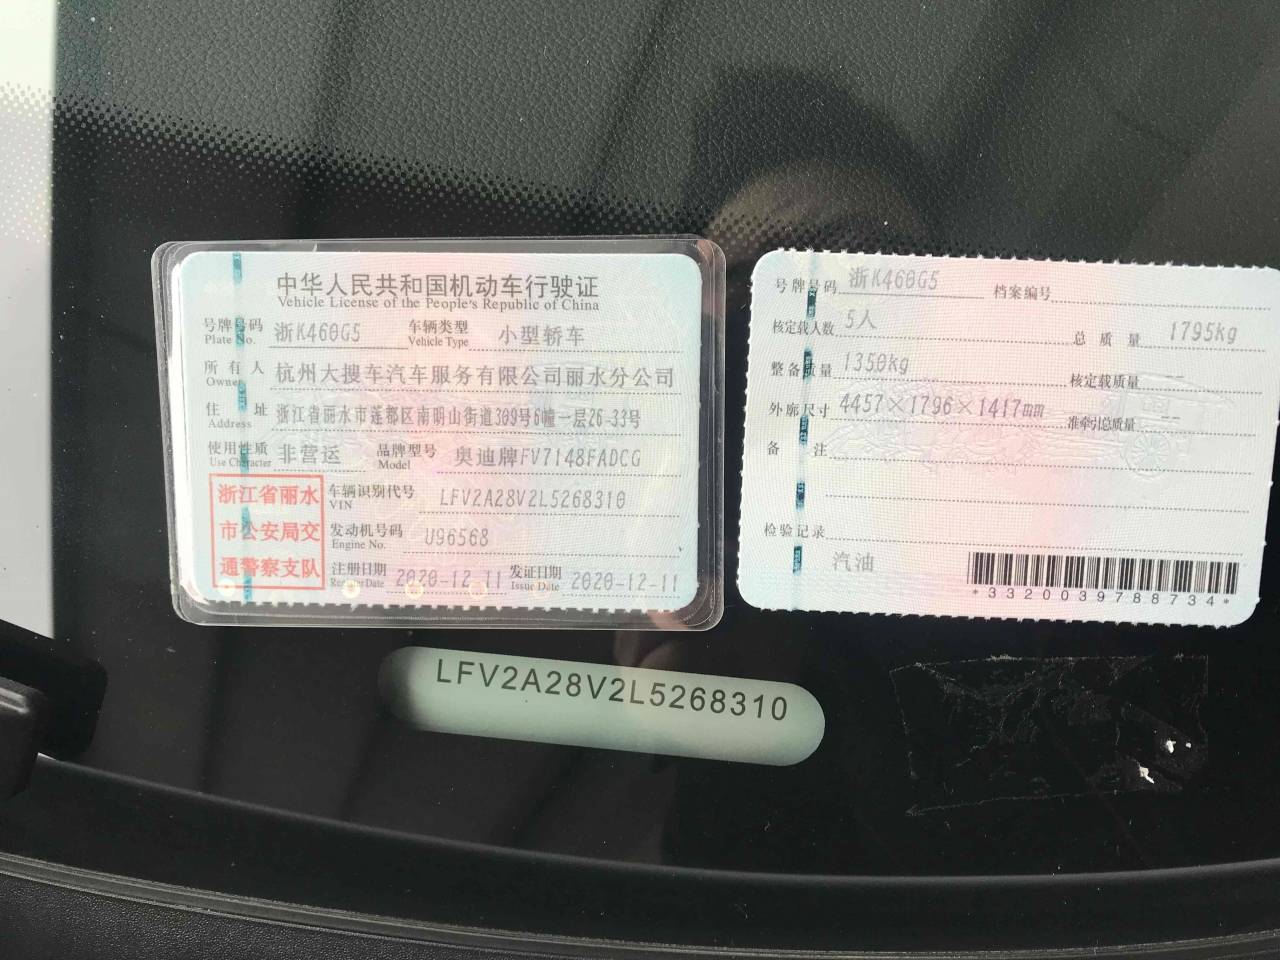 中华人民共和国机动车行驶证
Vehicle License of the People's Republic of China
号牌号码 浙K460G5 车辆类型 小型轿车
Plate No. Vehicle Type
所有人 杭州大搜车汽车服务有限公司丽水分公司
Owner
住址 浙江省丽水市莲都区南明山街道309号6幢一层26-33号
Address
使用性质 非营运 品牌型号 奥迪牌FV7148FADCG
Use Character Model
浙江省丽水
市公安局交
通警察支队
车辆识别代号 LFV2A28V2L5268310
VIN
发动机号码 U96568
Engine No.
注册日期 2020-12-11 发证日期 2020-12-11
Register Date Issue Date
号牌号码 浙K460G5 档案编号
核定载人数 5人 总质量 1795Kg
整备质量 1350Kg 核定载质量 --
外廓尺寸 4457×1796×1417mm 准牵引总质量 --
备注
检验记录
汽油
*3320039788734*
LFV2A28V2L5268310